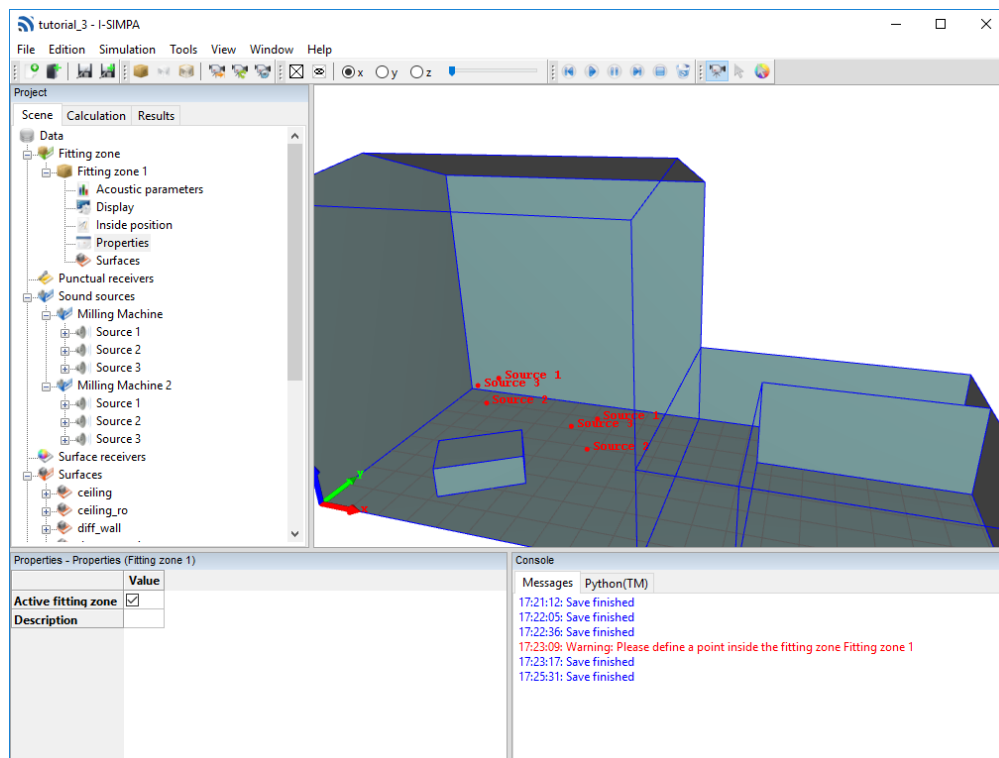 tutorial_3 - I-SIMPA
File Edition Simulation Tools View Window Help
x y z
Project
Scene Calculation Results
Data
Fitting zone
Fitting zone 1
Acoustic parameters
Display
Inside position
Properties
Surfaces
Punctual receivers
Sound sources
Milling Machine
Source 1
Source 2
Source 3
Milling Machine 2
Source 1
Source 2
Source 3
Surface receivers
Surfaces
ceiling
ceiling_ro
diff_wall
Source 1
Source 3
Source 2
Source 1
Source 3
y
x
Properties - Properties (Fitting zone 1)
Value
Active fitting zone
Description
Console
Messages Python(TM)
17:21:12: Save finished
17:22:05: Save finished
17:22:36: Save finished
17:23:09: Warning: Please define a point inside the fitting zone Fitting zone 1
17:23:17: Save finished
17:25:31: Save finished